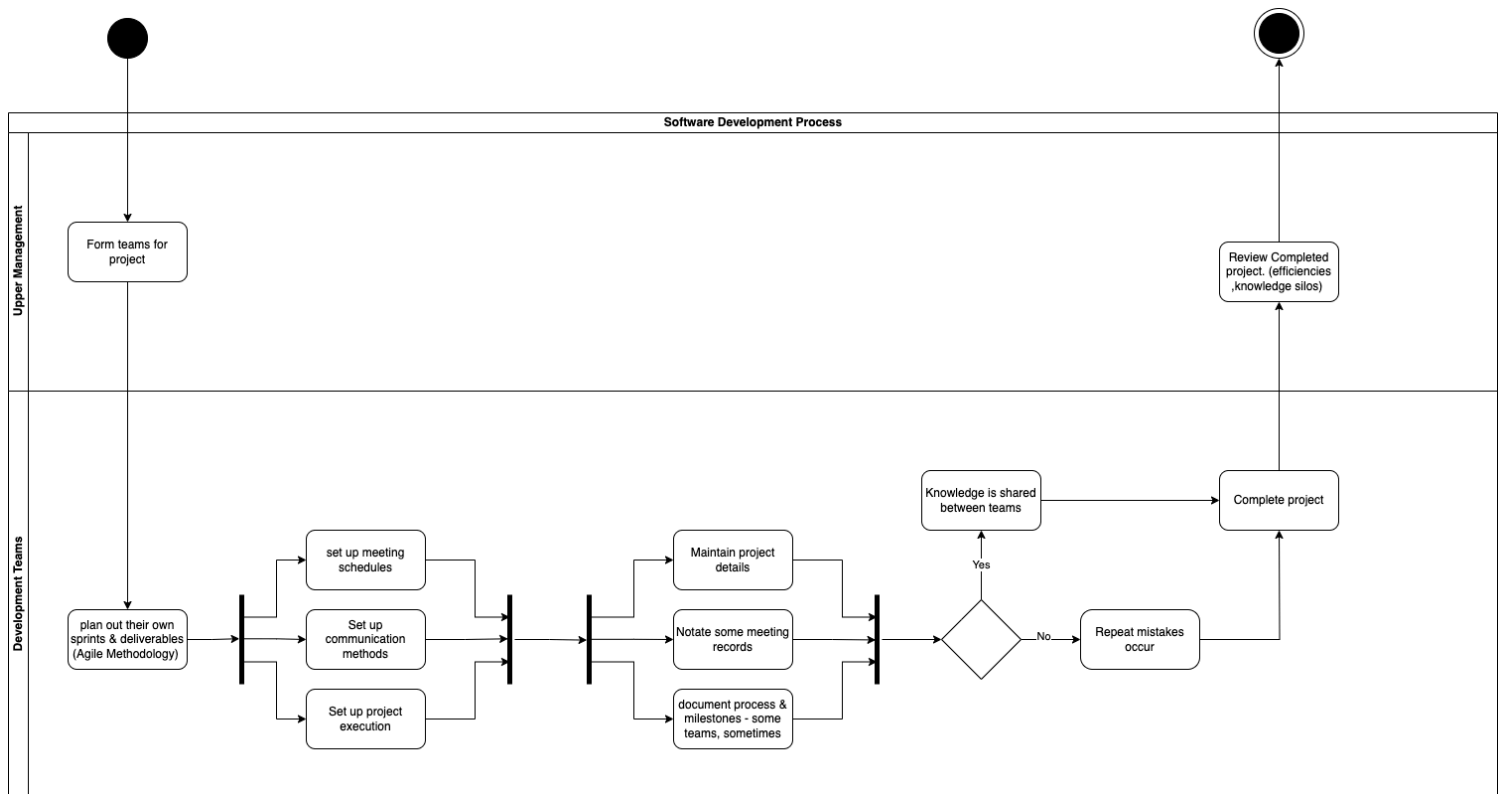 Software Development Process
Upper Management
Form teams for
project
Review Completed
project. (efficiencies
,knowledge silos)
Development Teams
plan out their own
sprints & deliverables
(Agile Methodology)
set up meeting
schedules
Set up
communication
methods
Set up project
execution
Maintain project
details
Notate some meeting
records
document process &
milestones - some
teams, sometimes
Knowledge is shared
between teams
Yes
No
Repeat mistakes
occur
Complete project